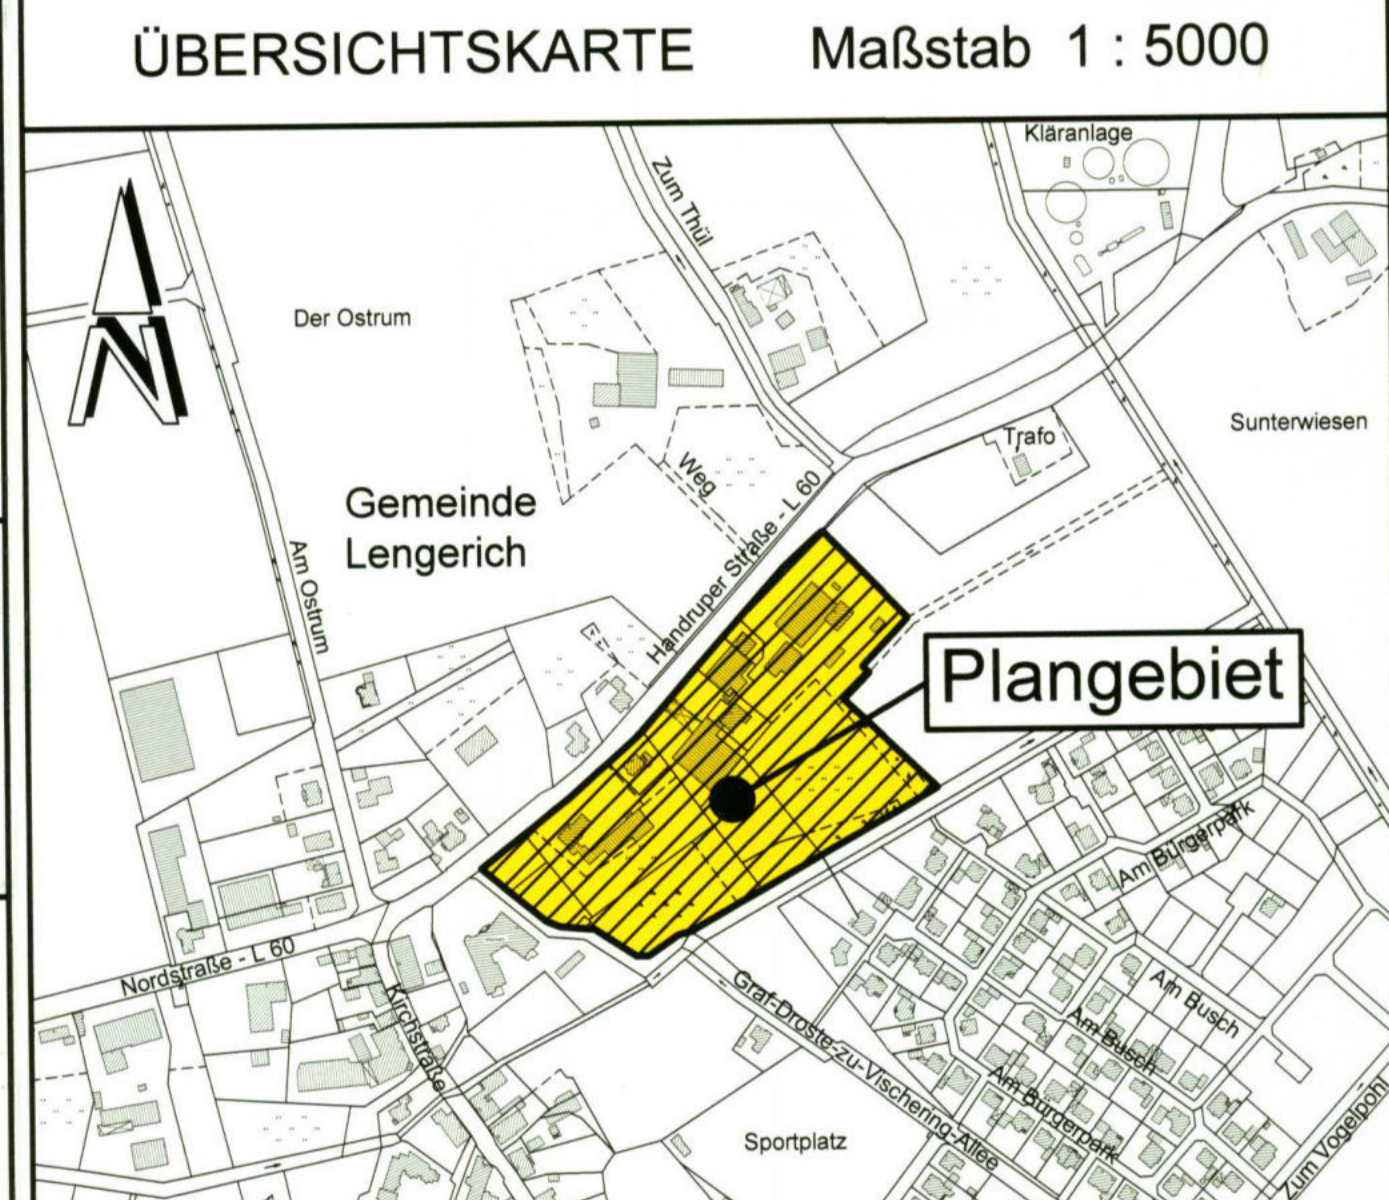 ÜBERSICHTSKARTE Maßstab 1 : 5000
Kläranlage
Zum Thül
Der Ostrum
N
Sunterwiesen
Trafo
Weg
Gemeinde
Lengerich
Handruper Straße - L 60
Am Ostrum
Plangebiet
Am Bürgerpark
Nordstraße - L 60
Kirchstraße
Graf-Droste-zu-Vischering-Allee
Am Busch
Am Busch
Am Bürgerpark
Sportplatz
Zum Vogelpohl